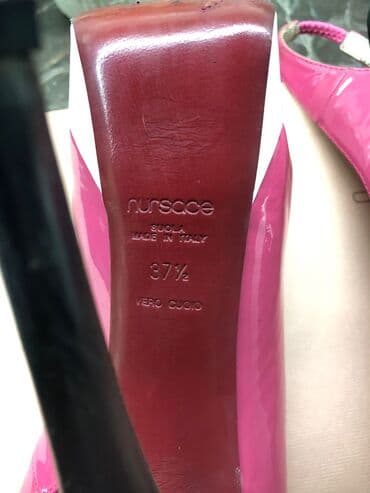 nursace
SUOLA
MADE IN ITALY
37½
VERO CUOIO